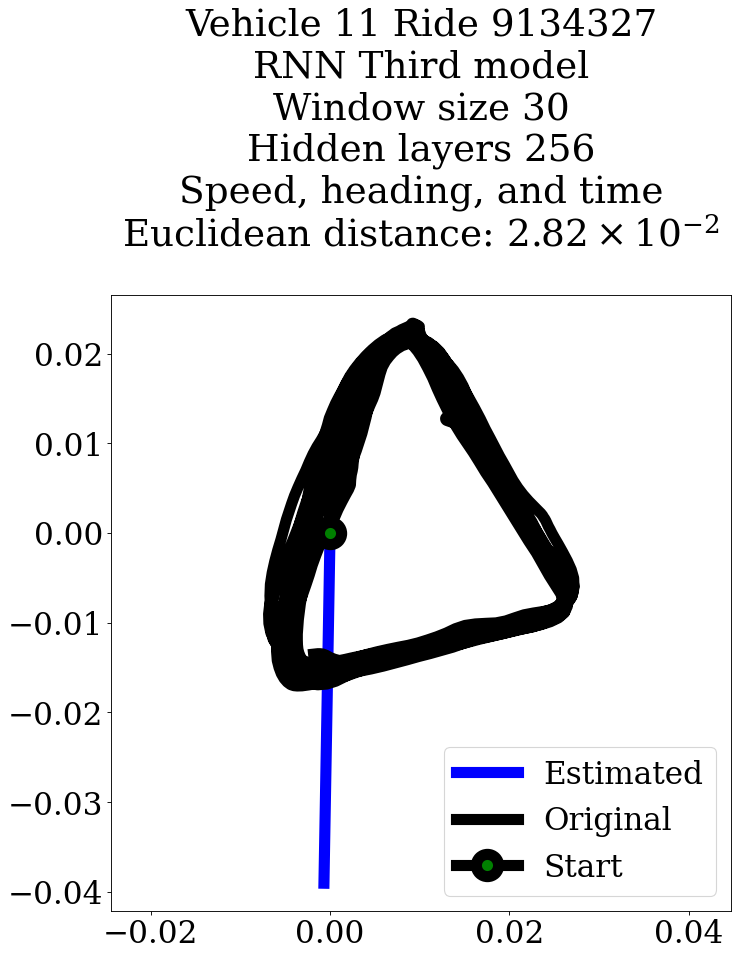 Vehicle 11 Ride 9134327
RNN Third model
Window size 30
Hidden layers 256
Speed, heading, and time
Euclidean distance: 2.82 × 10⁻²
0.02
0.01
0.00
−0.01
−0.02
−0.03
−0.04
Estimated
Original
Start
−0.02 0.00 0.02 0.04